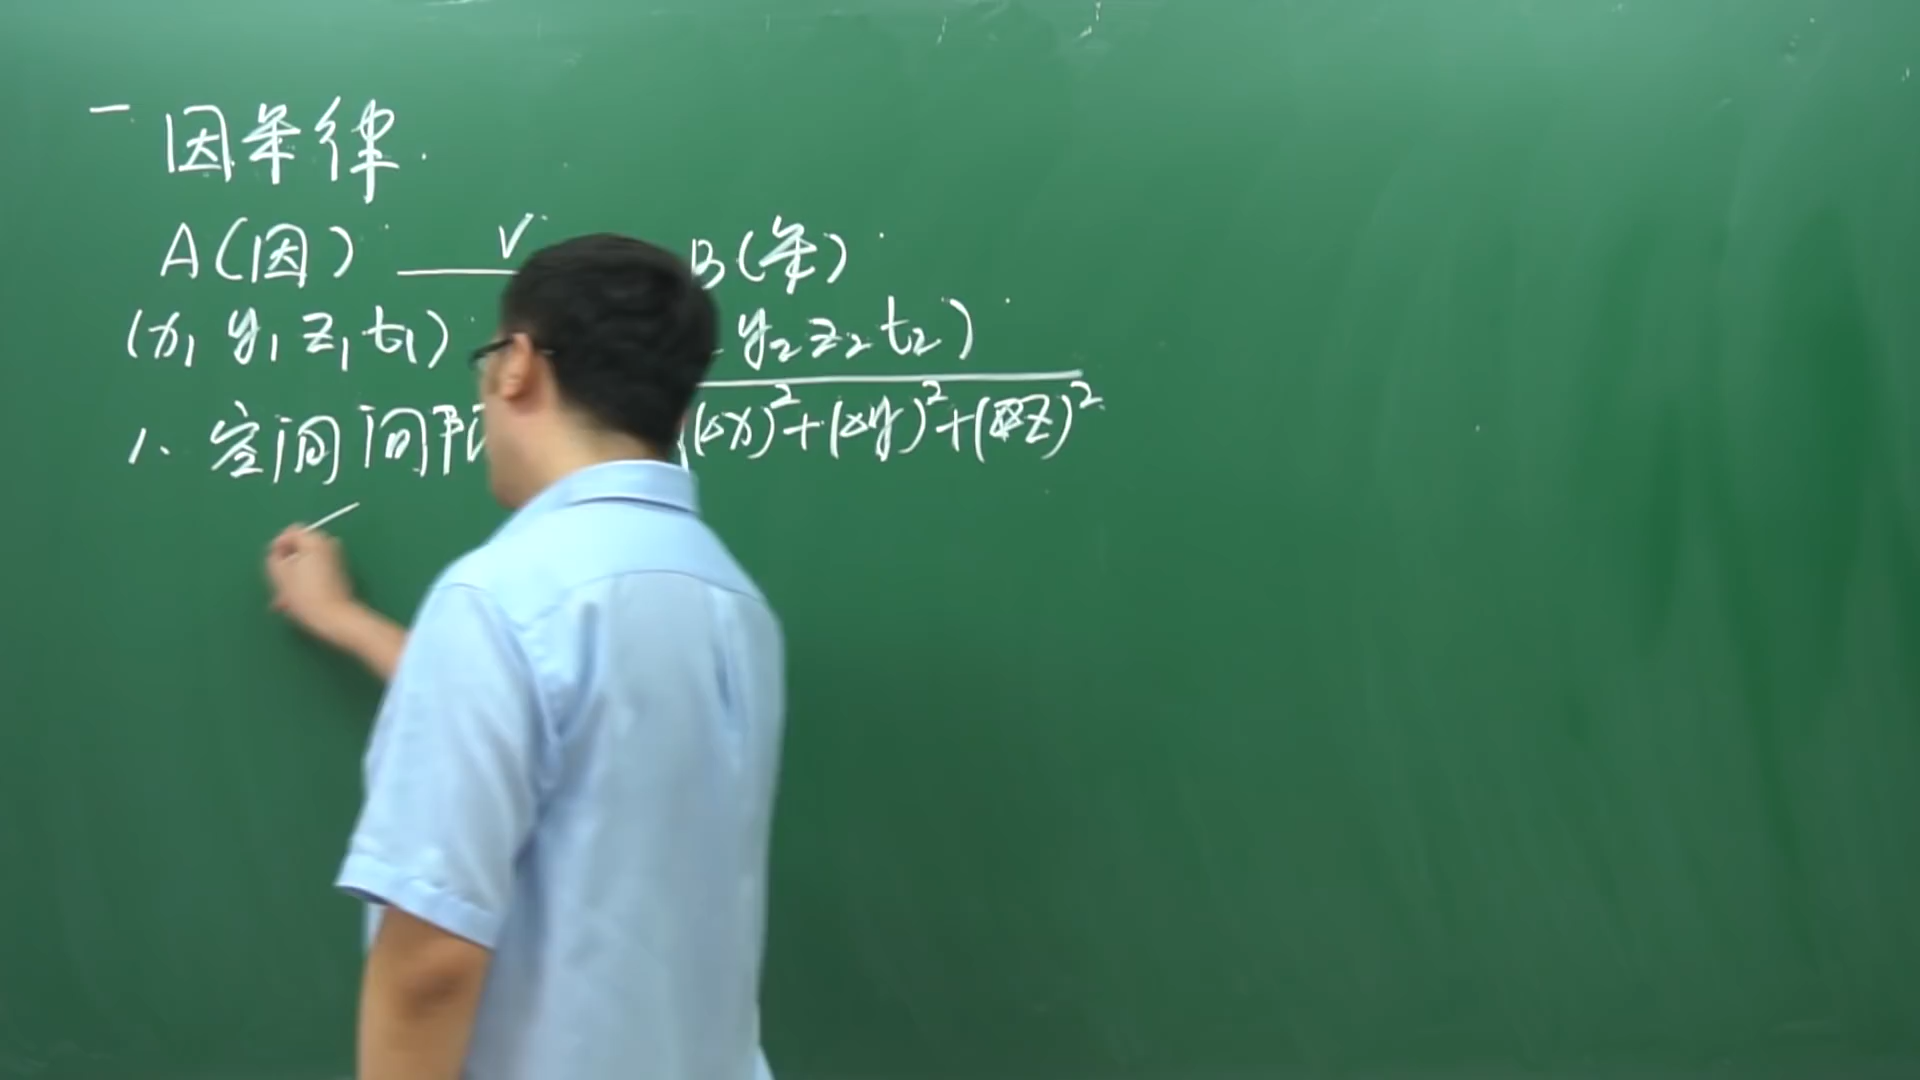 一 因果律.
A(因) V B(果)
(x₁ y₁ z₁ t₁) y₂ z₂ t₂)
1、空间间隔 (Δx)²+(Δy)²+(Δz)²